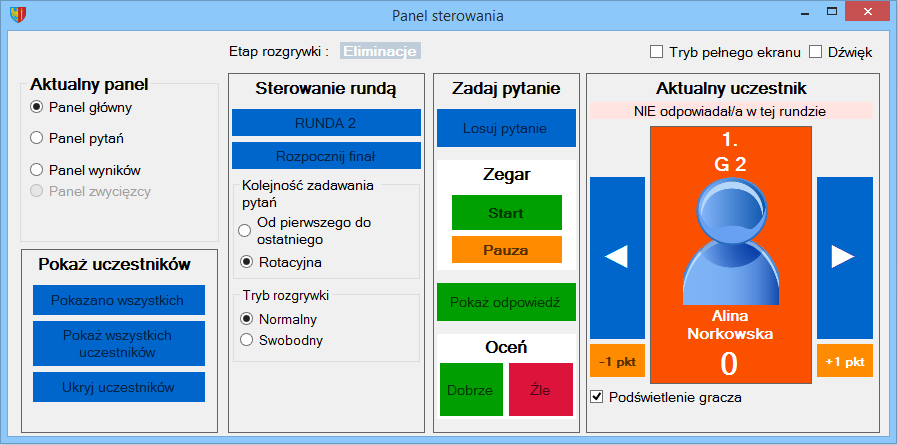 Panel sterowania
Etap rozgrywki :
Eliminacje
Tryb pełnego ekranu
Dźwięk
Aktualny panel
Panel główny
Panel pytań
Panel wyników
Panel zwycięzcy
Pokaż uczestników
Pokazano wszystkich
Pokaż wszystkich
uczestników
Ukryj uczestników
Sterowanie rundą
RUNDA 2
Rozpocznij finał
Kolejność zadawania
pytań
Od pierwszego do
ostatniego
Rotacyjna
Tryb rozgrywki
Normalny
Swobodny
Zadaj pytanie
Losuj pytanie
Zegar
Start
Pauza
Pokaż odpowiedź
Oceń
Dobrze
Źle
Aktualny uczestnik
NIE odpowiadał/a w tej rundzie
1.
G 2
Alina
Norkowska
0
-1 pkt
+1 pkt
Podświetlenie gracza